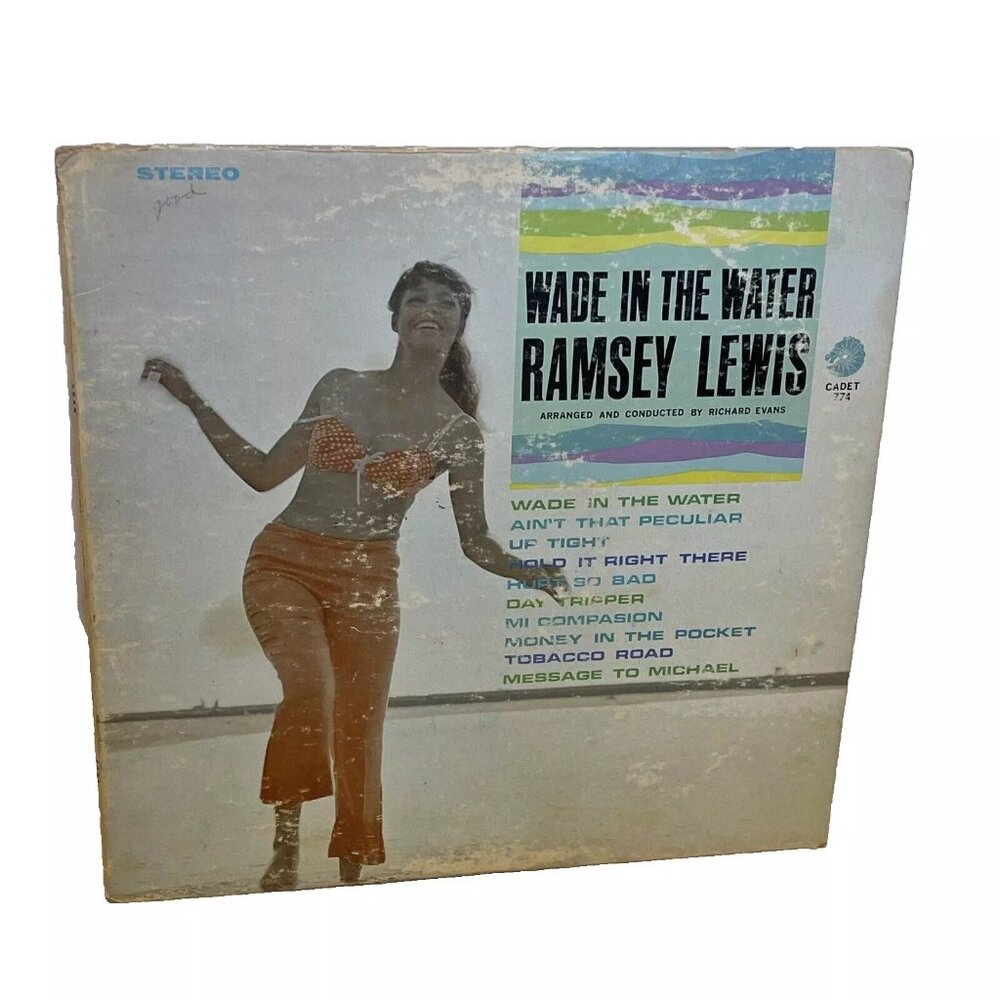 STEREO
good
WADE IN THE WATER
RAMSEY LEWIS
ARRANGED AND CONDUCTED BY RICHARD EVANS
CADET
774
WADE IN THE WATER
AIN'T THAT PECULIAR
UP TIGHT
HOLD IT RIGHT THERE
HURT SO BAD
DAY TRIPPER
MI COMPASION
MONEY IN THE POCKET
TOBACCO ROAD
MESSAGE TO MICHAEL